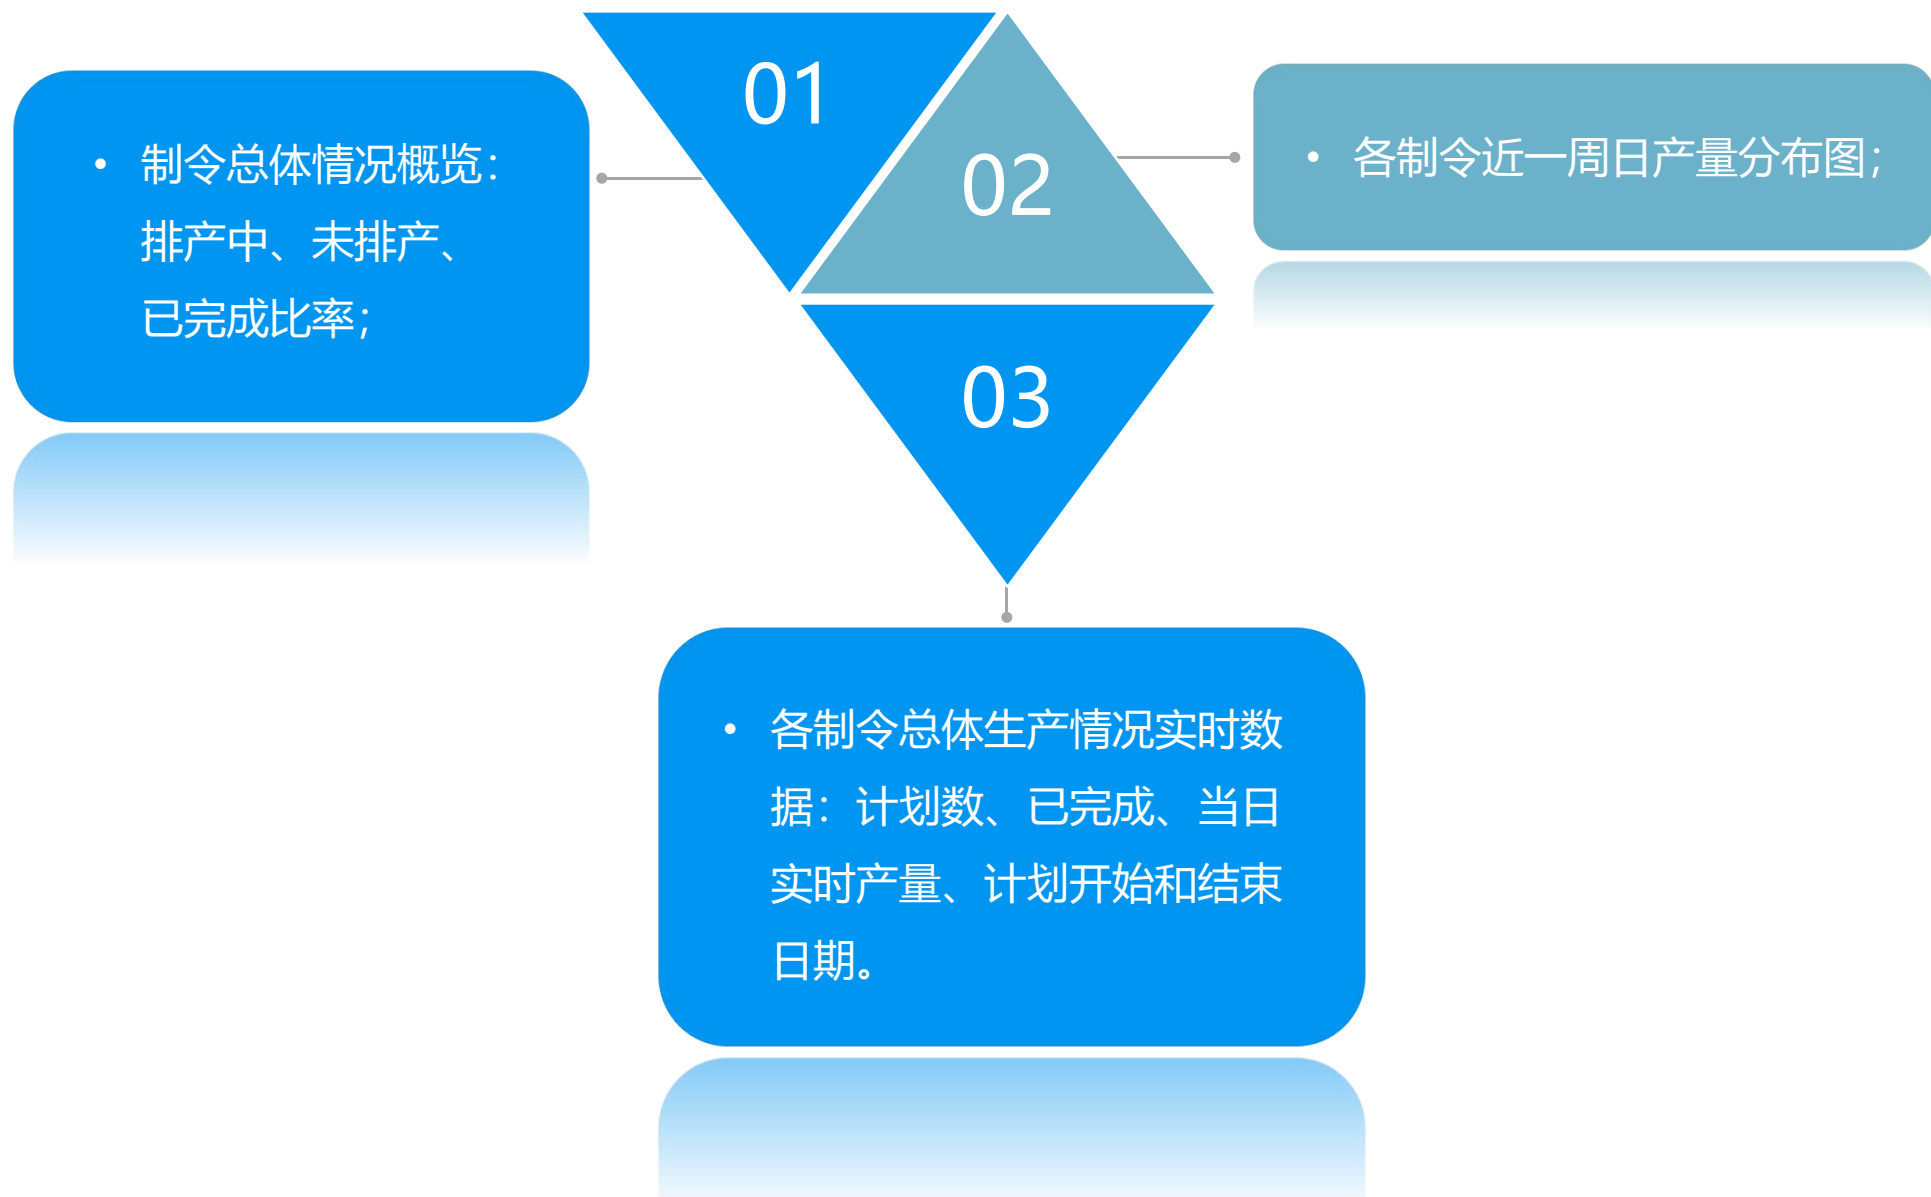 01
• 制令总体情况概览：
排产中、未排产、
已完成比率；
02
• 各制令近一周日产量分布图；
03
• 各制令总体生产情况实时数
据：计划数、已完成、当日
实时产量、计划开始和结束
日期。